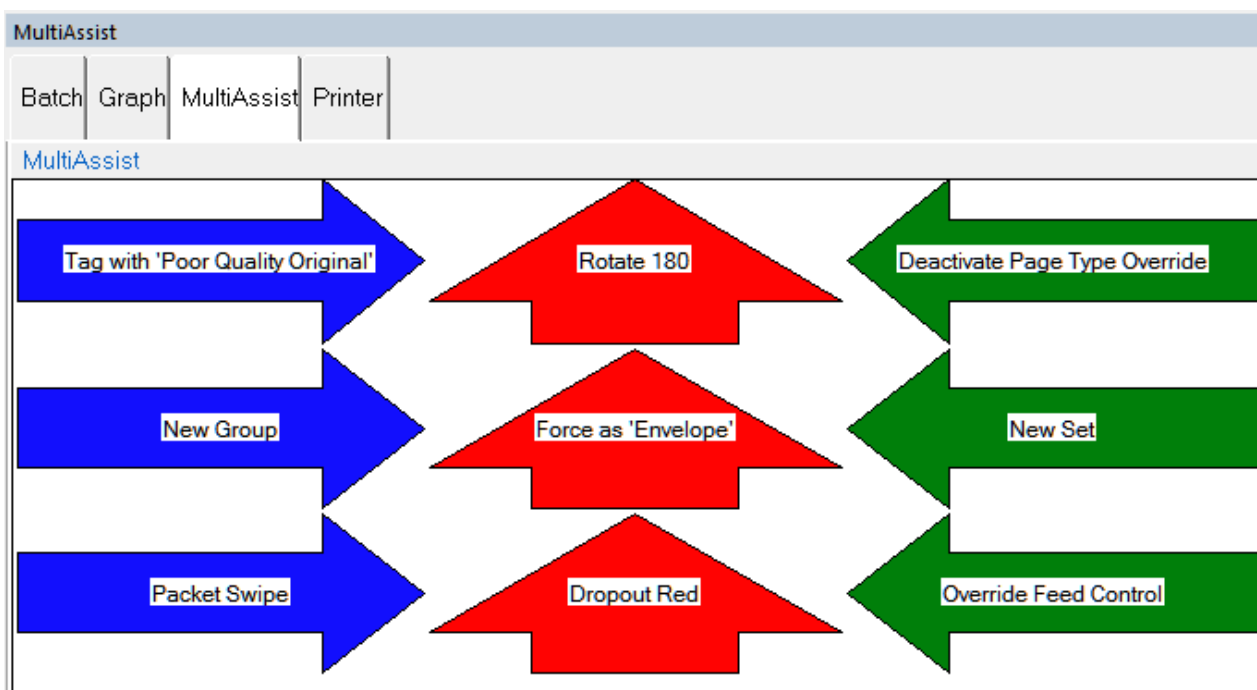 MultiAssist
Batch Graph MultiAssist Printer
MultiAssist
Tag with 'Poor Quality Original' Rotate 180 Deactivate Page Type Override
New Group Force as 'Envelope' New Set
Packet Swipe Dropout Red Override Feed Control